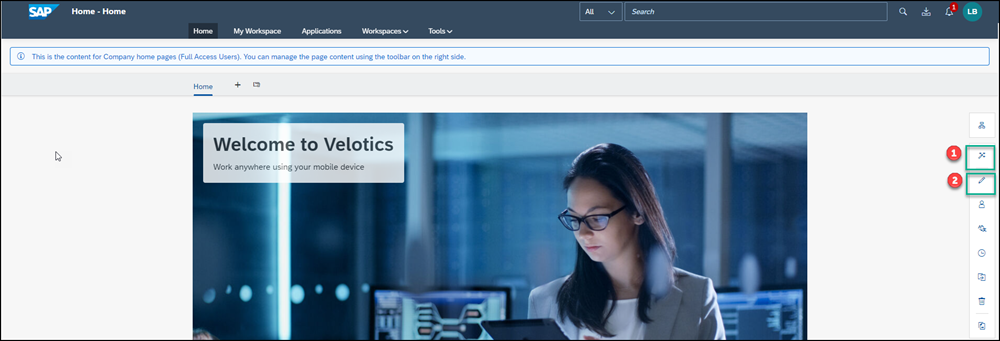 SAP
Home - Home
All
Search
1
LB
Home
My Workspace
Applications
Workspaces
Tools
This is the content for Company home pages (Full Access Users). You can manage the page content using the toolbar on the right side.
Home
Welcome to Velotics
Work anywhere using your mobile device
1
2